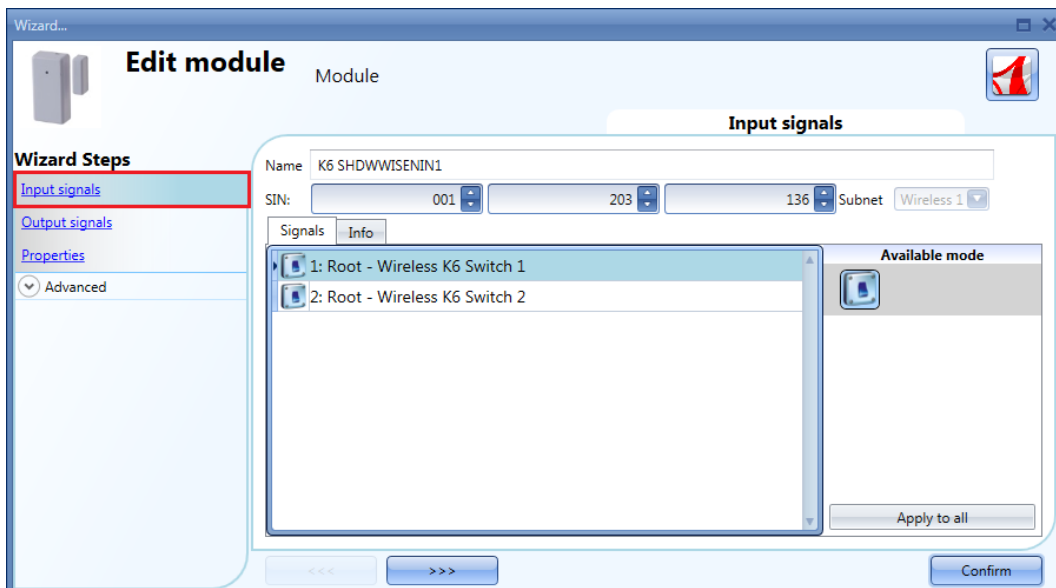 Wizard...
Edit module
Module
Input signals
Wizard Steps
Input signals
Output signals
Properties
Advanced
Name K6 SHDWWISENIN1
SIN: 001 203 136 Subnet Wireless 1
Signals Info
1: Root - Wireless K6 Switch 1
2: Root - Wireless K6 Switch 2
Available mode
Apply to all
<<< >>> Confirm